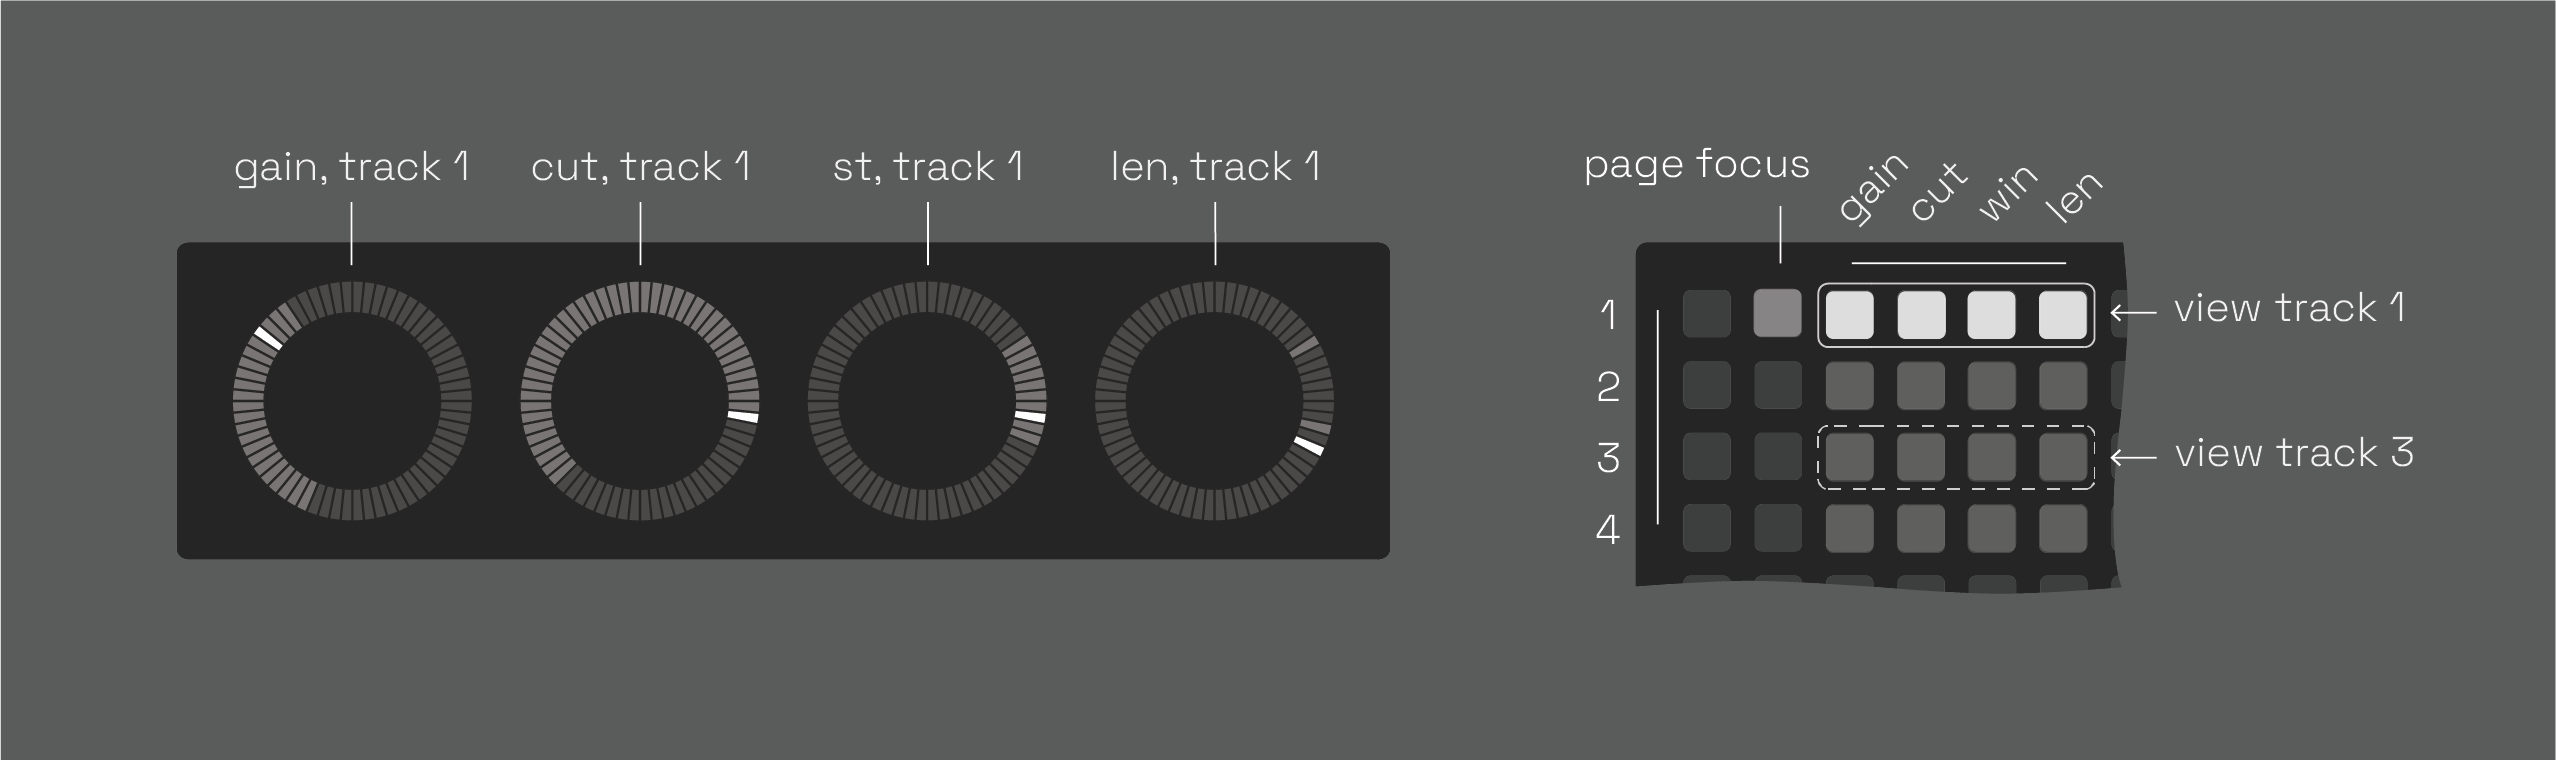 gain, track 1
cut, track 1
st, track 1
len, track 1
page focus
gain
cut
win
len
1
2
3
4
view track 1
view track 3